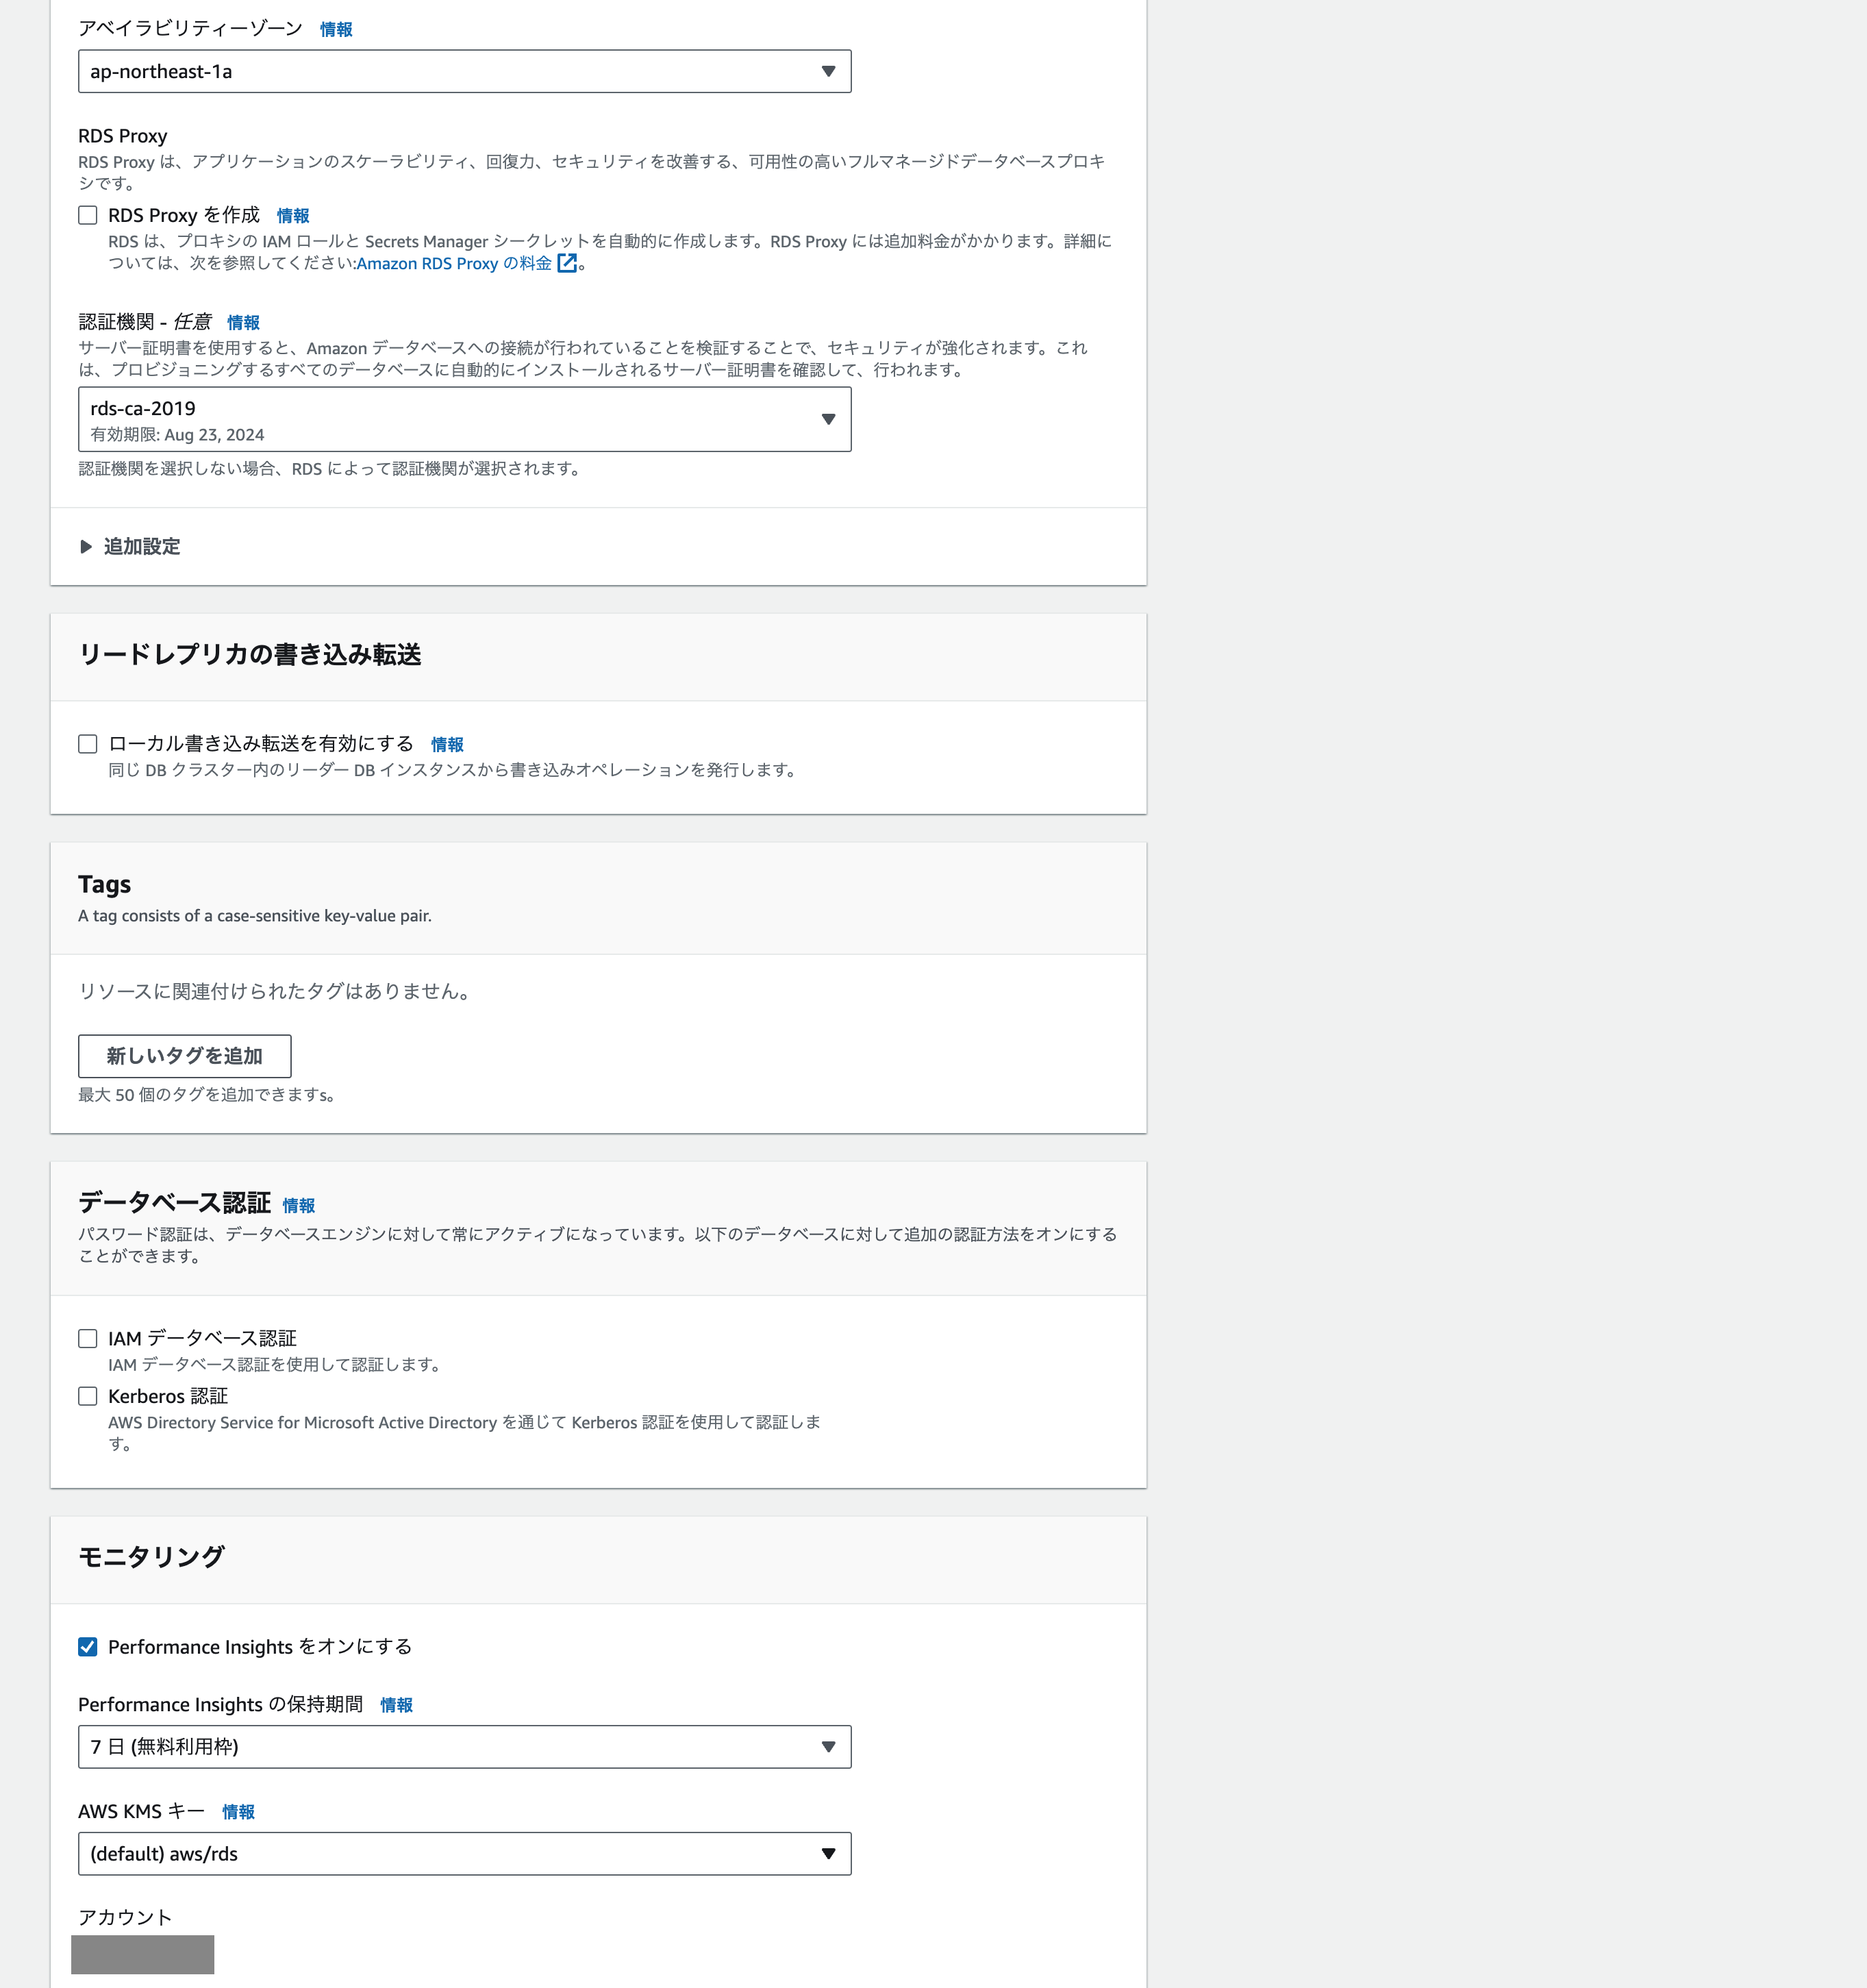 アベイラビリティーゾーン 情報
ap-northeast-1a
RDS Proxy
RDS Proxy は、アプリケーションのスケーラビリティ、回復力、セキュリティを改善する、可用性の高いフルマネージドデータベースプロキ
シです。
RDS Proxy を作成 情報
RDS は、プロキシの IAM ロールと Secrets Manager シークレットを自動的に作成します。RDS Proxy には追加料金がかかります。詳細に
ついては、次を参照してください:Amazon RDS Proxy の料金。
認証機関 - 任意 情報
サーバー証明書を使用すると、Amazon データベースへの接続が行われていることを検証することで、セキュリティが強化されます。これ
は、プロビジョニングするすべてのデータベースに自動的にインストールされるサーバー証明書を確認して、行われます。
rds-ca-2019
有効期限: Aug 23, 2024
認証機関を選択しない場合、RDS によって認証機関が選択されます。
追加設定
リードレプリカの書き込み転送
ローカル書き込み転送を有効にする 情報
同じ DB クラスター内のリーダー DB インスタンスから書き込みオペレーションを発行します。
Tags
A tag consists of a case-sensitive key-value pair.
リソースに関連付けられたタグはありません。
新しいタグを追加
最大 50 個のタグを追加できますs。
データベース認証 情報
パスワード認証は、データベースエンジンに対して常にアクティブになっています。以下のデータベースに対して追加の認証方法をオンにする
ことができます。
IAM データベース認証
IAM データベース認証を使用して認証します。
Kerberos 認証
AWS Directory Service for Microsoft Active Directory を通じて Kerberos 認証を使用して認証しま
す。
モニタリング
Performance Insights をオンにする
Performance Insights の保持期間 情報
7 日 (無料利用枠)
AWS KMS キー 情報
(default) aws/rds
アカウント